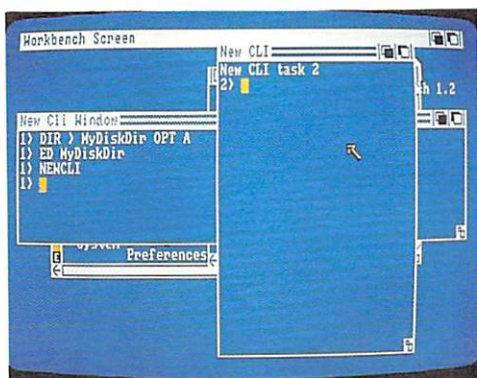 Workbench Screen
New CLI
New CLI task 2
2>
h 1.2
New Cli Window
1> DIR > MyDiskDir OPT A
1> ED MyDiskDir
1> NEWCLI
1>
System
Preferences